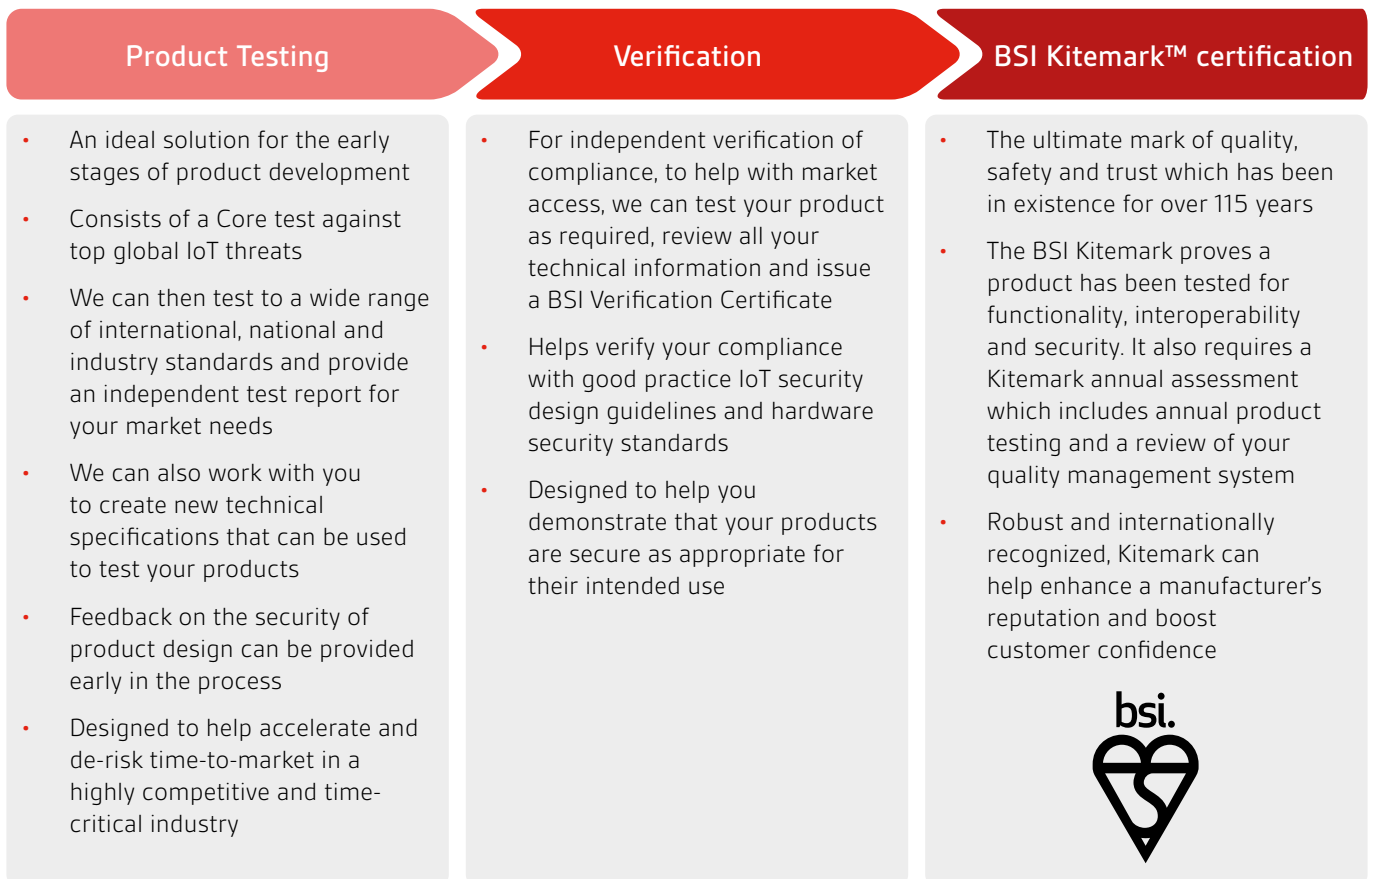 Product Testing
Verification
BSI Kitemark™ certification
• An ideal solution for the early
stages of product development
• Consists of a Core test against
top global IoT threats
• We can then test to a wide range
of international, national and
industry standards and provide
an independent test report for
your market needs
• We can also work with you
to create new technical
specifications that can be used
to test your products
• Feedback on the security of
product design can be provided
early in the process
• Designed to help accelerate and
de-risk time-to-market in a
highly competitive and time-
critical industry
• For independent verification of
compliance, to help with market
access, we can test your product
as required, review all your
technical information and issue
a BSI Verification Certificate
• Helps verify your compliance
with good practice IoT security
design guidelines and hardware
security standards
• Designed to help you
demonstrate that your products
are secure as appropriate for
their intended use
• The ultimate mark of quality,
safety and trust which has been
in existence for over 115 years
• The BSI Kitemark proves a
product has been tested for
functionality, interoperability
and security. It also requires a
Kitemark annual assessment
which includes annual product
testing and a review of your
quality management system
• Robust and internationally
recognized, Kitemark can
help enhance a manufacturer’s
reputation and boost
customer confidence
bsi.